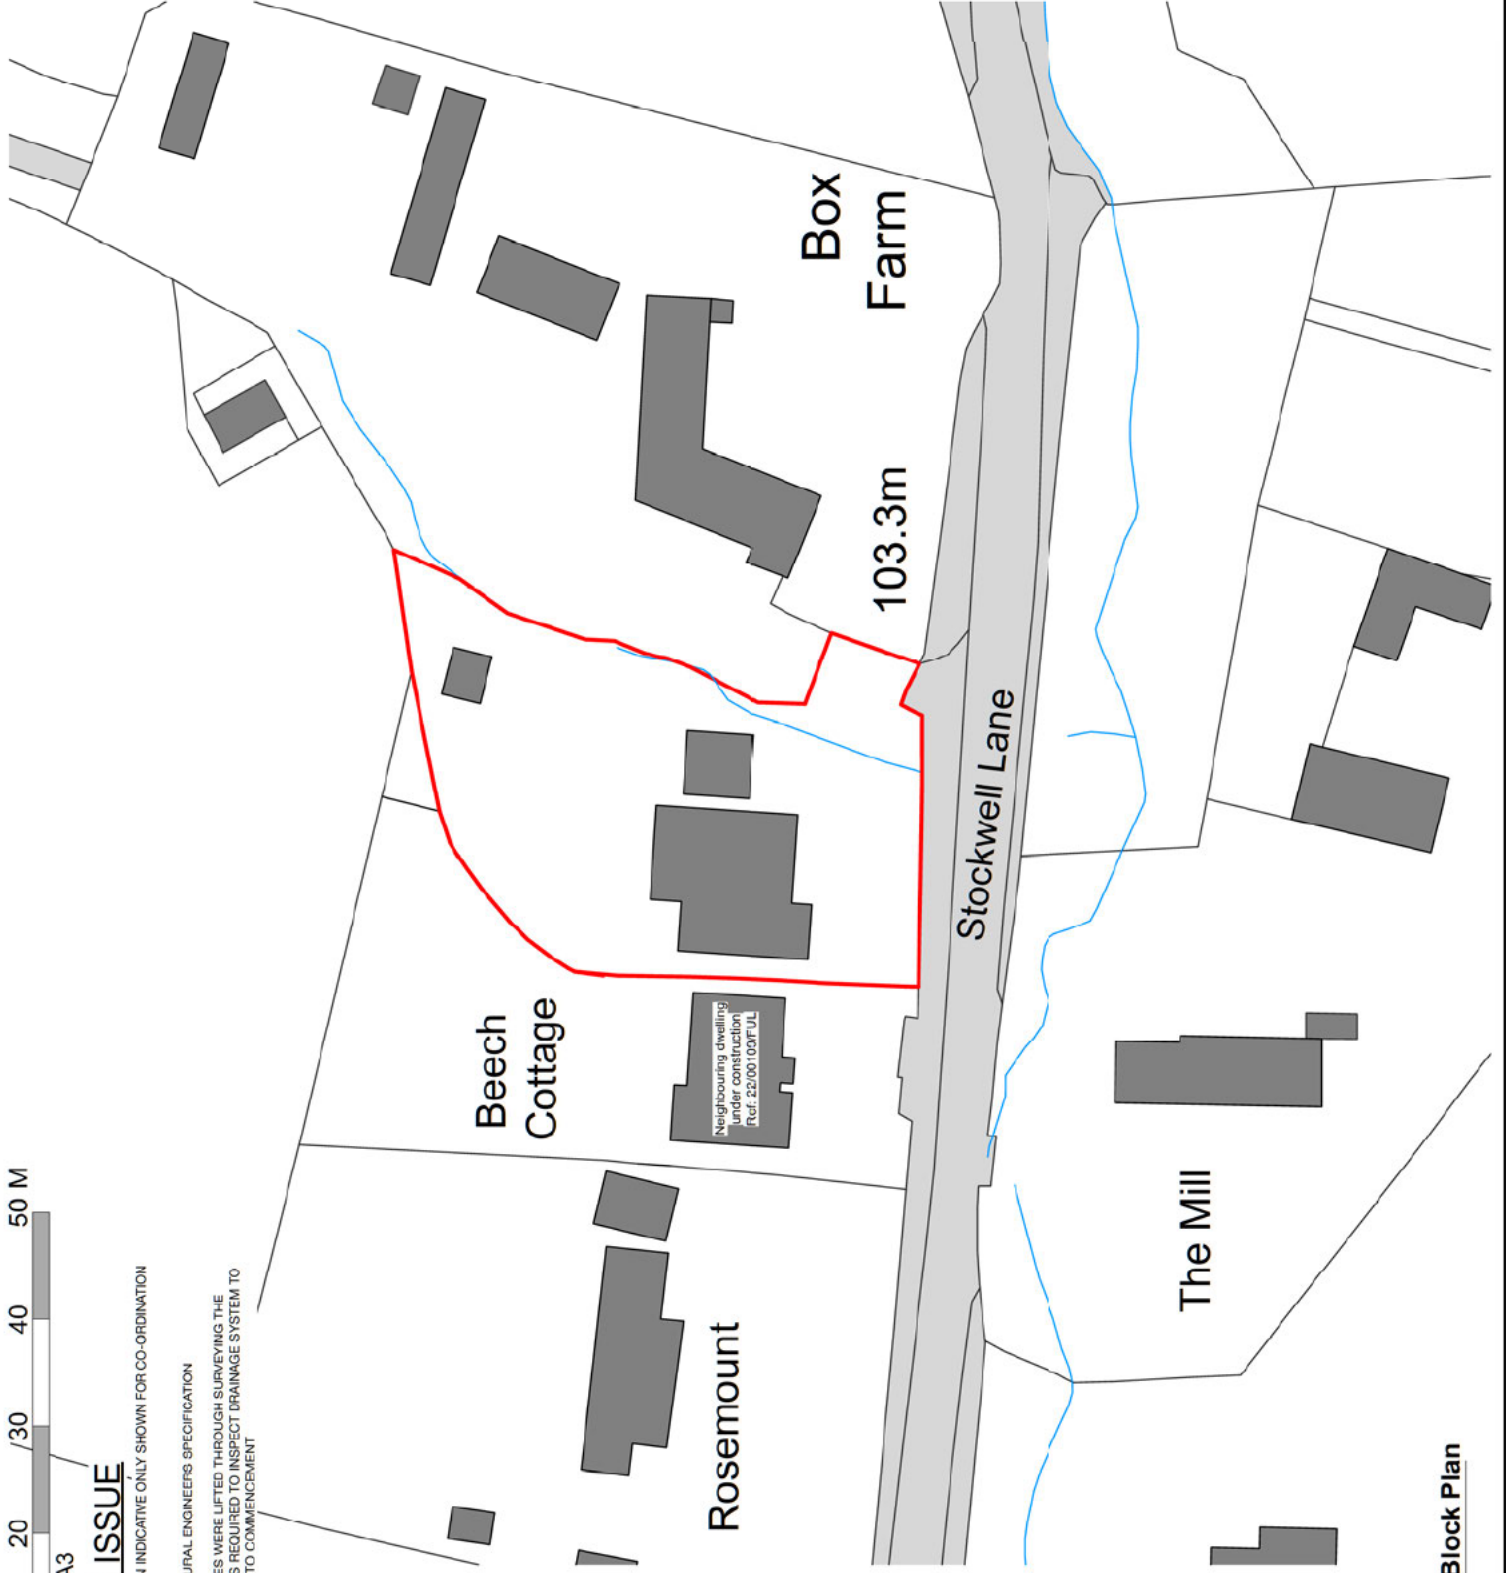 20 30 40 50 M
A3
ISSUE
INDICATIVE ONLY SHOWN FOR CO-ORDINATION
URAL ENGINEERS SPECIFICATION
ES WERE LIFTED THROUGH SURVEYING THE
S REQUIRED TO INSPECT DRAINAGE SYSTEM TO
TO COMMENCEMENT
Beech
Cottage
Neighbouring dwelling
under construction
Ref: 22/00100/FUL
Rosemount
Box
Farm
103.3m
Stockwell Lane
The Mill
Block Plan